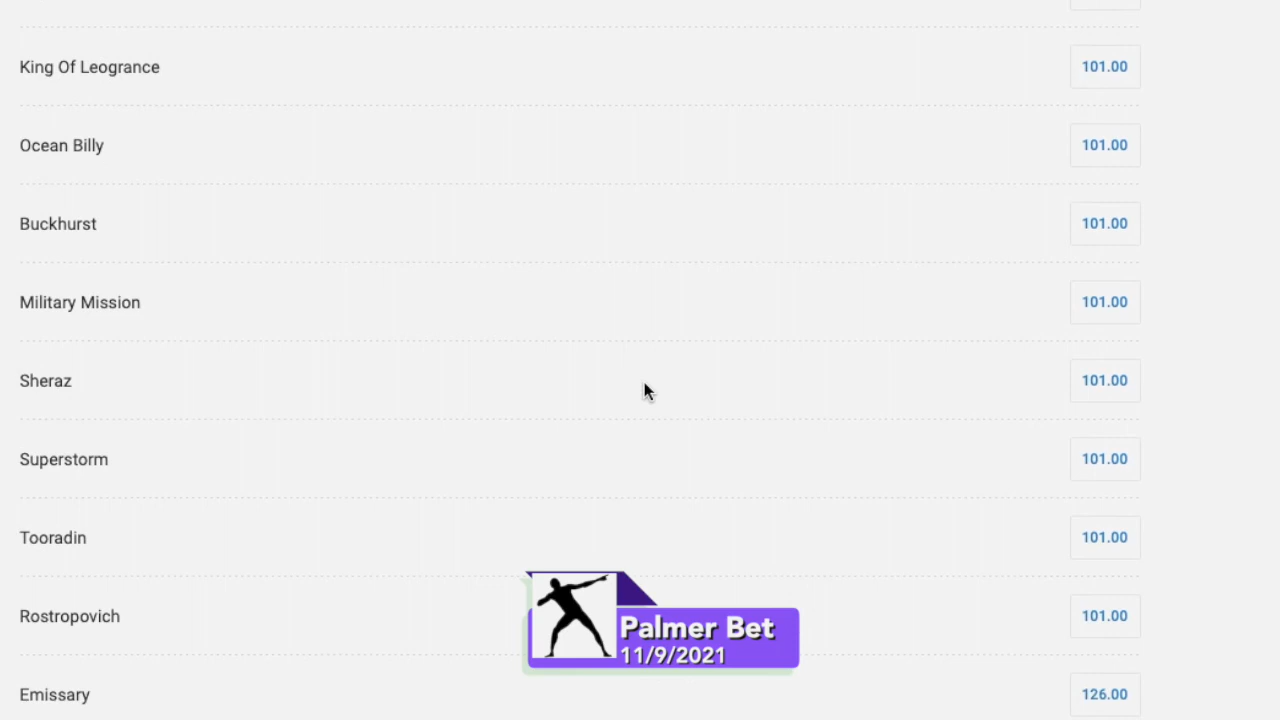 King Of Leogrance 101.00
Ocean Billy 101.00
Buckhurst 101.00
Military Mission 101.00
Sheraz 101.00
Superstorm 101.00
Tooradin 101.00
Rostropovich 101.00
Palmer Bet
11/9/2021
Emissary 126.00